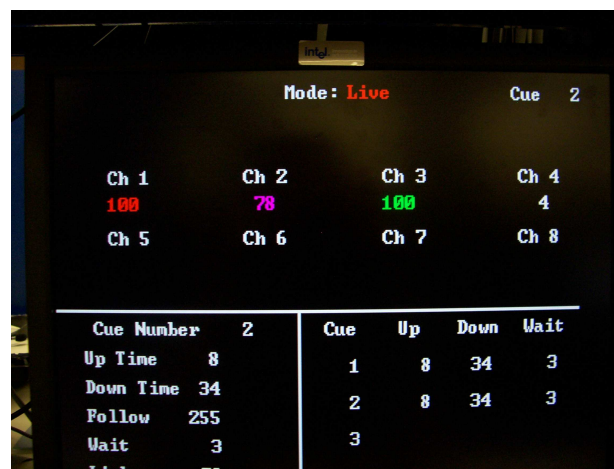 intel
Mode: Live Cue 2
Ch 1 Ch 2 Ch 3 Ch 4
100 78 100 4
Ch 5 Ch 6 Ch 7 Ch 8
Cue Number 2
Up Time 8
Down Time 34
Follow 255
Wait 3
Cue Up Down Wait
1 8 34 3
2 8 34 3
3